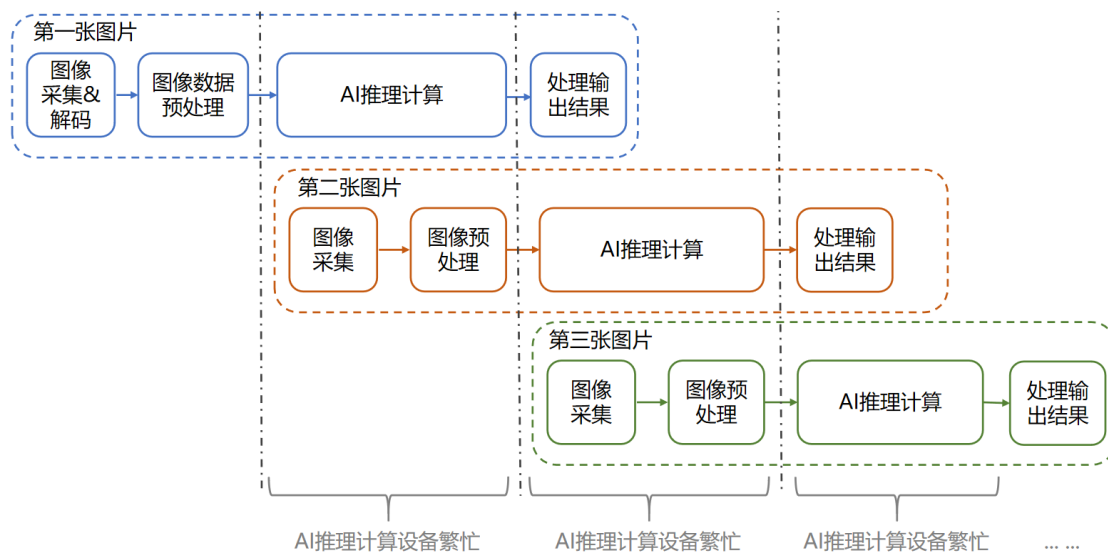 第一张图片
图像
采集&
解码
图像数据
预处理
AI推理计算
处理输
出结果
第二张图片
图像
采集
图像预
处理
AI推理计算
处理输
出结果
第三张图片
图像
采集
图像预
处理
AI推理计算
处理输
出结果
AI推理计算设备繁忙
AI推理计算设备繁忙
AI推理计算设备繁忙
... ...